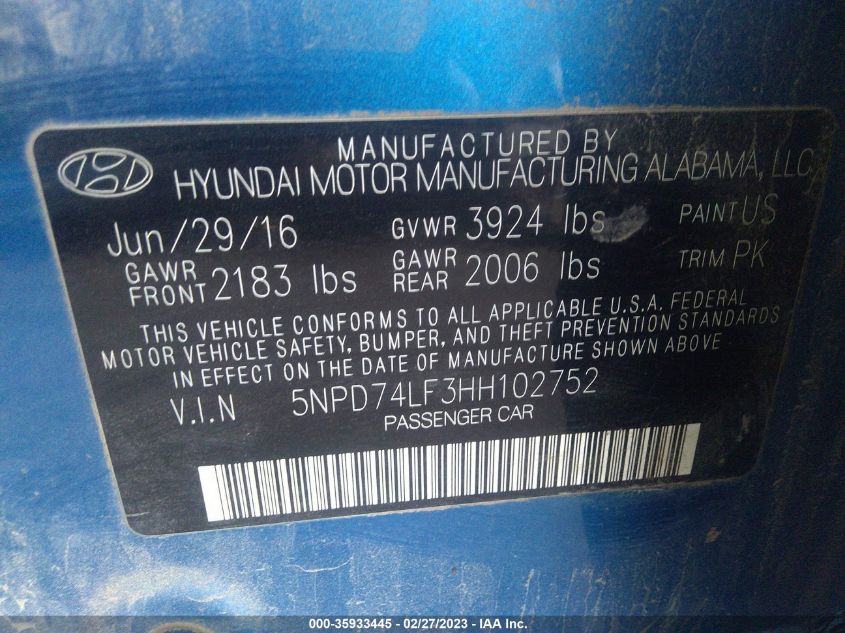 MANUFACTURED BY
HYUNDAI MOTOR MANUFACTURING ALABAMA, LLC
Jun/29/16 GVWR 3924 lbs PAINT US
GAWR FRONT 2183 lbs GAWR REAR 2006 lbs TRIM PK
THIS VEHICLE CONFORMS TO ALL APPLICABLE U.S.A. FEDERAL
MOTOR VEHICLE SAFETY, BUMPER, AND THEFT PREVENTION STANDARDS
IN EFFECT ON THE DATE OF MANUFACTURE SHOWN ABOVE
V.I.N 5NPD74LF3HH102752
PASSENGER CAR
000-35933445 - 02/27/2023 - IAA Inc.